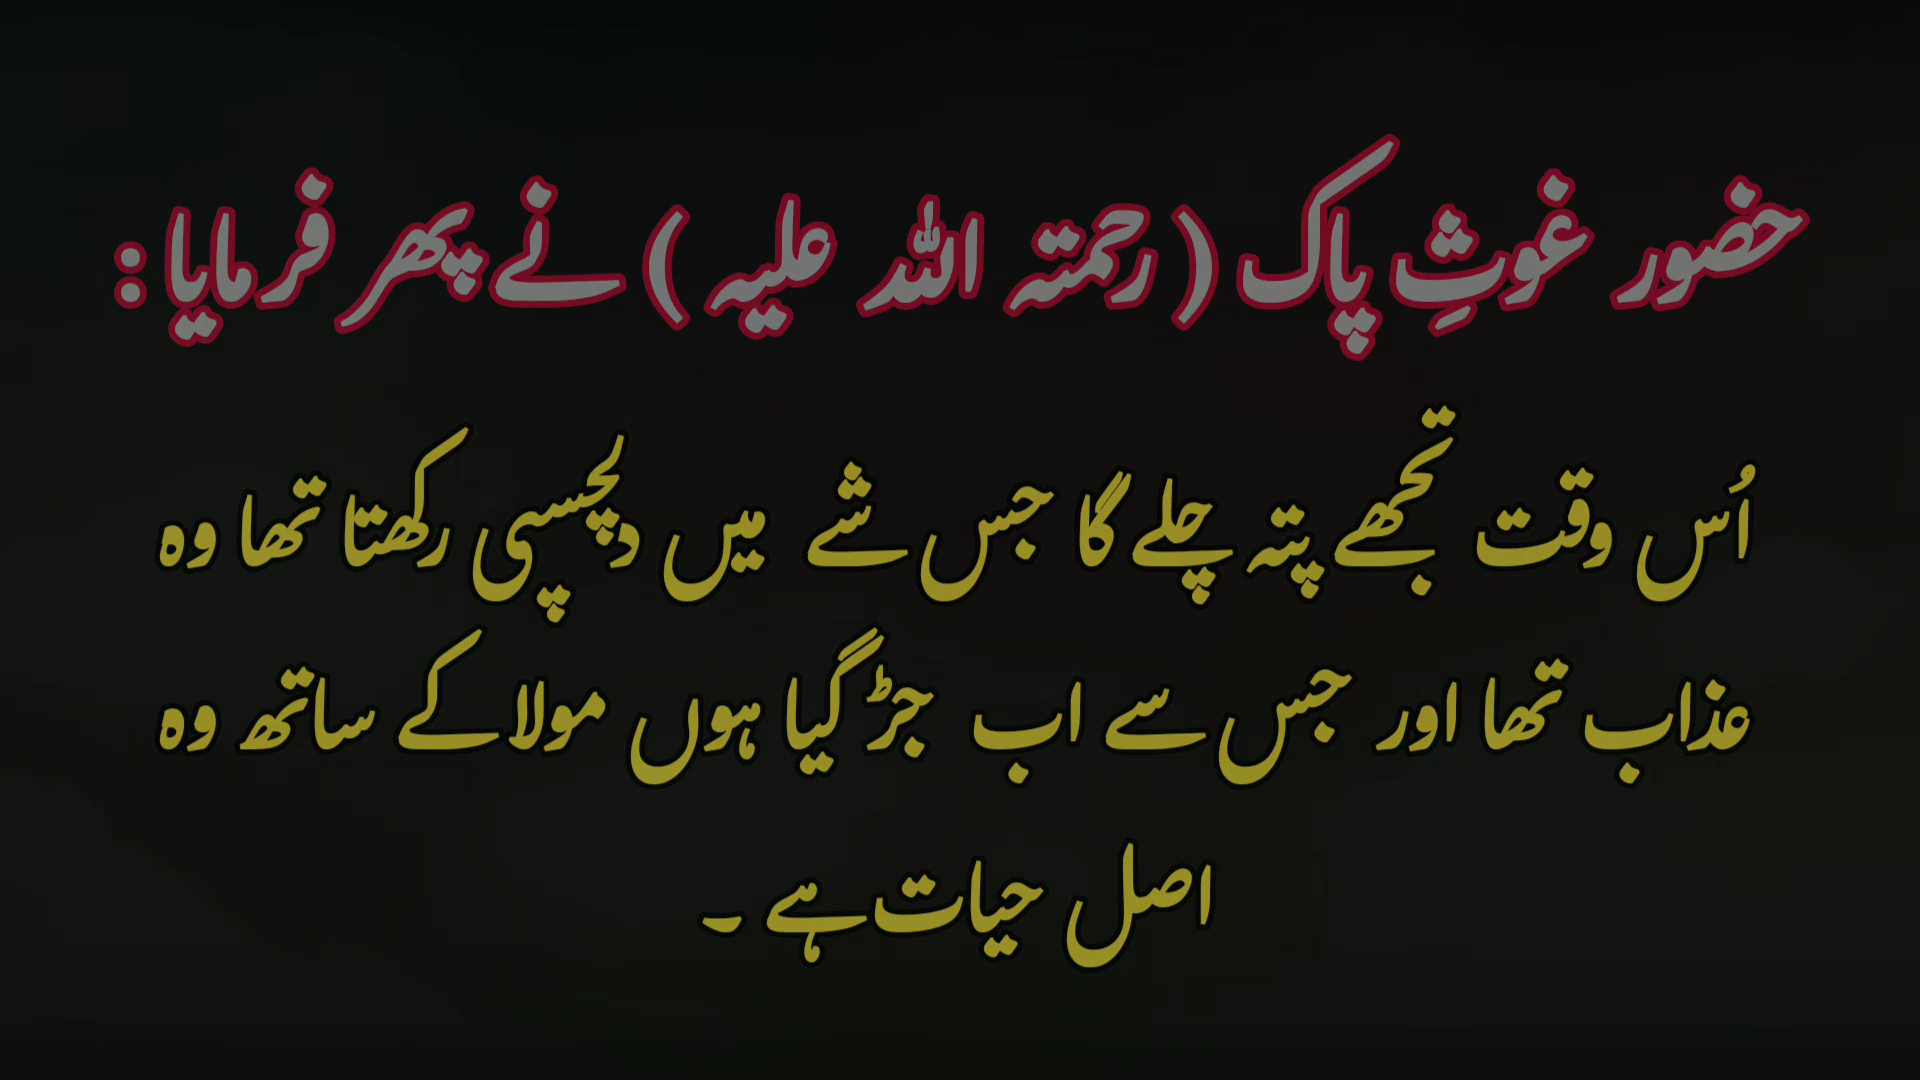 حضور غوثِ پاک ( رحمتہ اللہ علیہ ) نے پھر فرمایا :
اُس وقت تجھے پتہ چلے گا جس شے میں دلچسپی رکھتا تھا وہ
عذاب تھا اور جس سے اب جڑ گیا ہوں مولا کے ساتھ وہ
اصل حیات ہے ۔